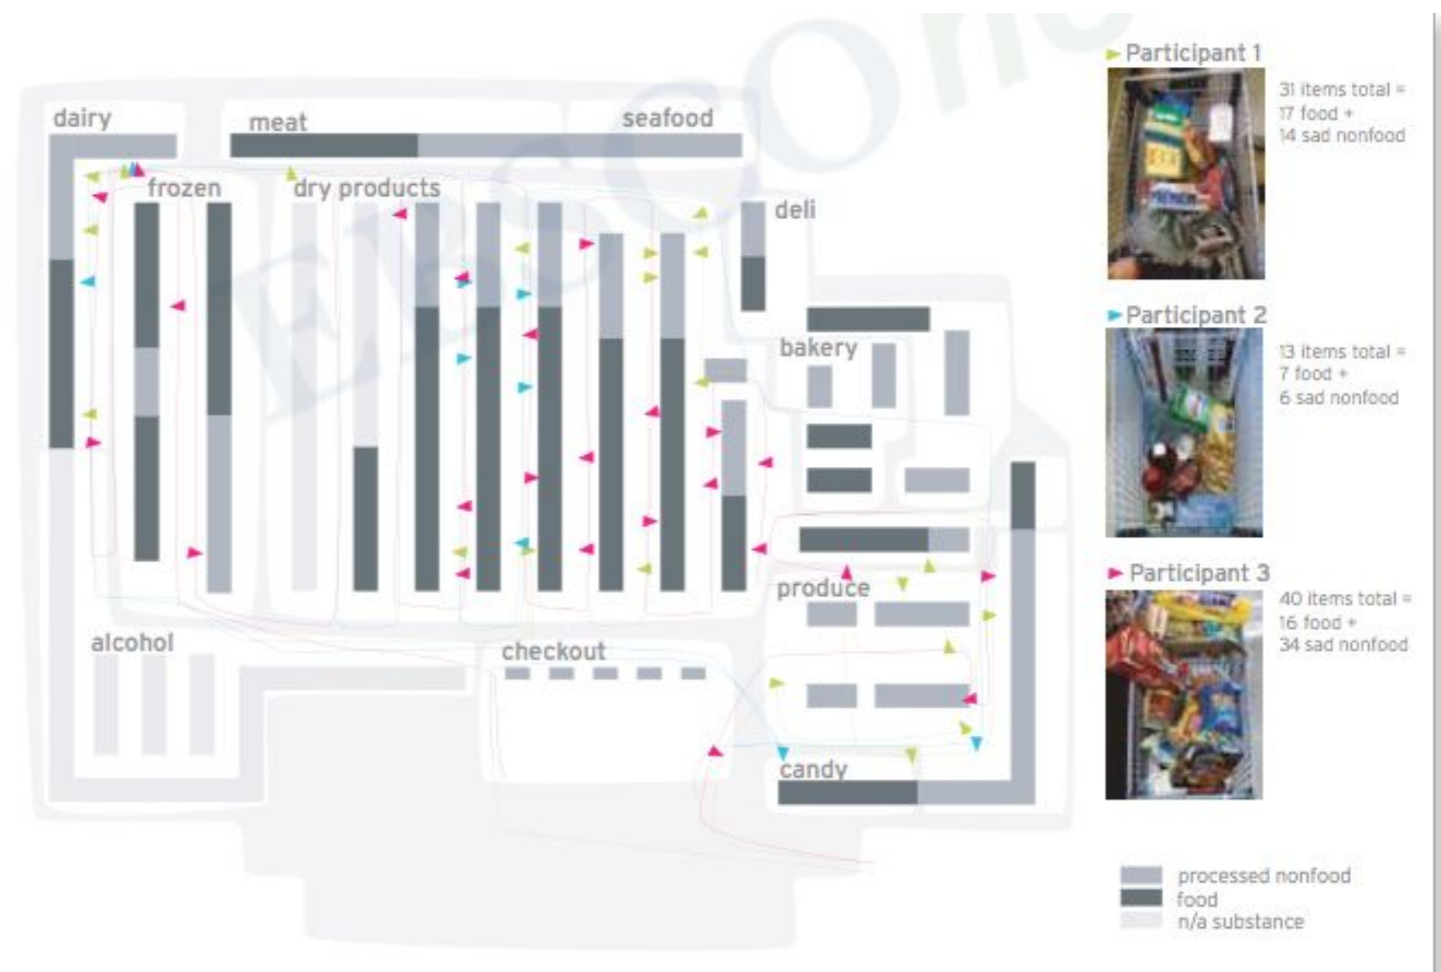 dairy
meat
seafood
frozen
dry products
deli
bakery
produce
alcohol
checkout
candy
EBSCO
Participant 1
31 items total =
17 food +
14 sad nonfood
Participant 2
13 items total =
7 food +
6 sad nonfood
Participant 3
40 items total =
16 food +
34 sad nonfood
processed nonfood
food
n/a substance